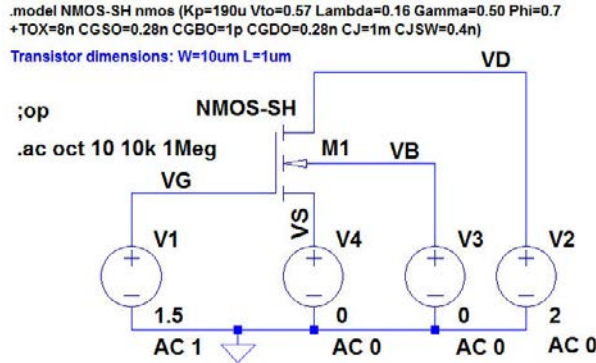 .model NMOS-SH nmos (Kp=190u Vto=0.57 Lambda=0.16 Gamma=0.50 Phi=0.7
+TOX=8n CGSO=0.28n CGBO=1p CGDO=0.28n CJ=1m CJSW=0.4n)
Transistor dimensions: W=10um L=1um
VD
;op
NMOS-SH
.ac oct 10 10k 1Meg
M1
VB
VG
VS
V1
V4
V3
V2
1.5
0
0
2
AC 1
AC 0
AC 0
AC 0